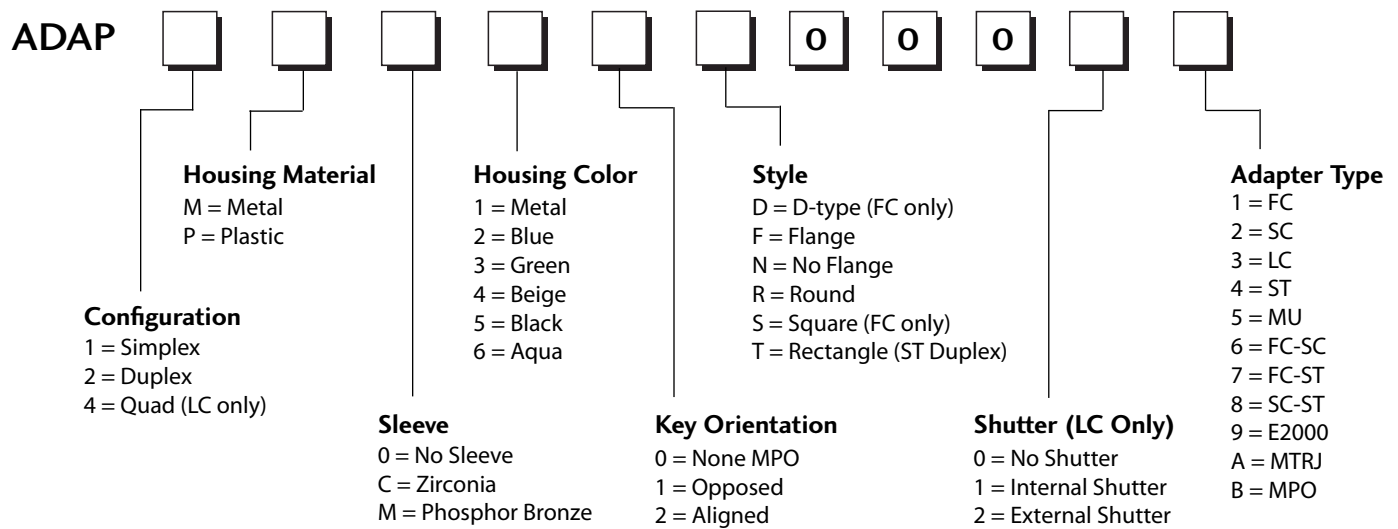 ADAP 0 0 0
Configuration
1 = Simplex
2 = Duplex
4 = Quad (LC only)
Housing Material
M = Metal
P = Plastic
Sleeve
0 = No Sleeve
C = Zirconia
M = Phosphor Bronze
Housing Color
1 = Metal
2 = Blue
3 = Green
4 = Beige
5 = Black
6 = Aqua
Key Orientation
0 = None MPO
1 = Opposed
2 = Aligned
Style
D = D-type (FC only)
F = Flange
N = No Flange
R = Round
S = Square (FC only)
T = Rectangle (ST Duplex)
Shutter (LC Only)
0 = No Shutter
1 = Internal Shutter
2 = External Shutter
Adapter Type
1 = FC
2 = SC
3 = LC
4 = ST
5 = MU
6 = FC-SC
7 = FC-ST
8 = SC-ST
9 = E2000
A = MTRJ
B = MPO